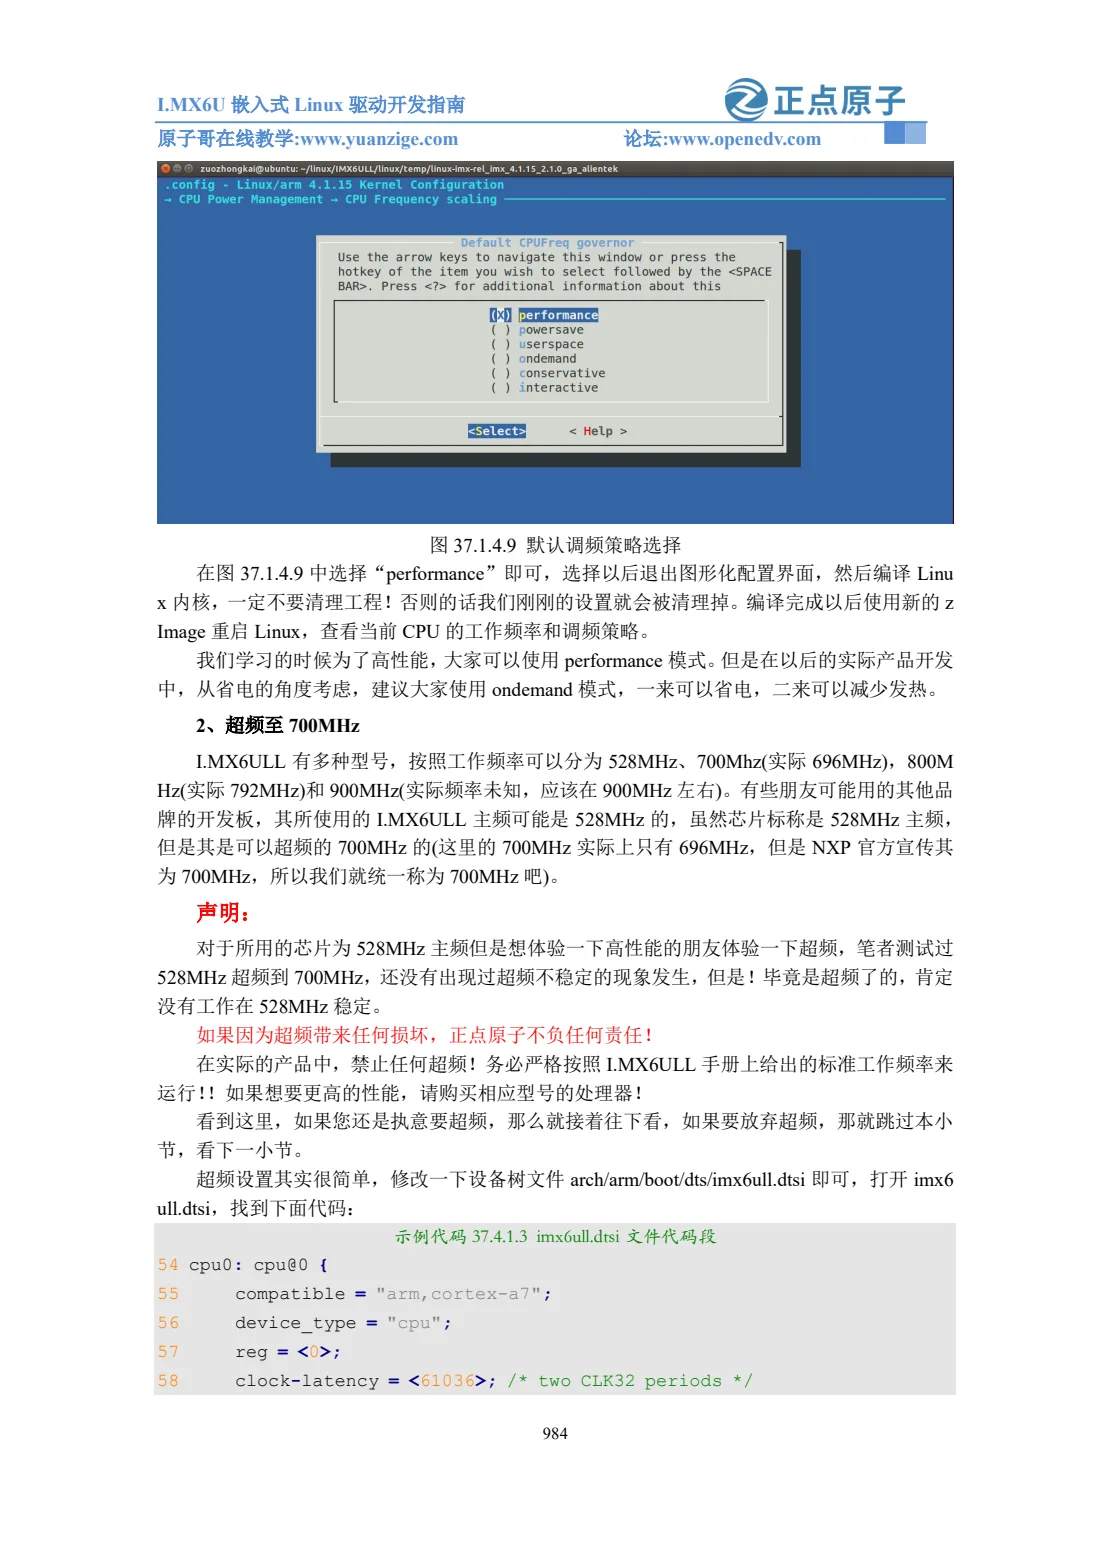 I.MX6U 嵌入式 Linux 驱动开发指南
正点原子
原子哥在线教学:www.yuanzige.com 论坛:www.openedv.com
zuozhongkai@ubuntu: ~/linux/IMX6ULL/linux/temp/linux-imx-rel_imx_4.1.15_2.1.0_ga_alientek
.config - Linux/arm 4.1.15 Kernel Configuration
→ CPU Power Management → CPU Frequency scaling
Default CPUFreq governor
Use the arrow keys to navigate this window or press the
hotkey of the item you wish to select followed by the <SPACE
BAR>. Press <?> for additional information about this
(X) performance
( ) powersave
( ) userspace
( ) ondemand
( ) conservative
( ) interactive
<Select> < Help >
图 37.1.4.9 默认调频策略选择
在图 37.1.4.9 中选择“performance”即可，选择以后退出图形化配置界面，然后编译 Linu
x 内核，一定不要清理工程！否则的话我们刚刚的设置就会被清理掉。编译完成以后使用新的 z
Image 重启 Linux，查看当前 CPU 的工作频率和调频策略。
我们学习的时候为了高性能，大家可以使用 performance 模式。但是在以后的实际产品开发
中，从省电的角度考虑，建议大家使用 ondemand 模式，一来可以省电，二来可以减少发热。
2、超频至 700MHz
I.MX6ULL 有多种型号，按照工作频率可以分为 528MHz、700Mhz(实际 696MHz)，800M
Hz(实际 792MHz)和 900MHz(实际频率未知，应该在 900MHz 左右)。有些朋友可能用的其他品
牌的开发板，其所使用的 I.MX6ULL 主频可能是 528MHz 的，虽然芯片标称是 528MHz 主频，
但是其是可以超频的 700MHz 的(这里的 700MHz 实际上只有 696MHz，但是 NXP 官方宣传其
为 700MHz，所以我们就统一称为 700MHz 吧)。
声明：
对于所用的芯片为 528MHz 主频但是想体验一下高性能的朋友体验一下超频，笔者测试过
528MHz 超频到 700MHz，还没有出现过超频不稳定的现象发生，但是！毕竟是超频了的，肯定
没有工作在 528MHz 稳定。
如果因为超频带来任何损坏，正点原子不负任何责任！
在实际的产品中，禁止任何超频！务必严格按照 I.MX6ULL 手册上给出的标准工作频率来
运行！！如果想要更高的性能，请购买相应型号的处理器！
看到这里，如果您还是执意要超频，那么就接着往下看，如果要放弃超频，那就跳过本小
节，看下一小节。
超频设置其实很简单，修改一下设备树文件 arch/arm/boot/dts/imx6ull.dtsi 即可，打开 imx6
ull.dtsi，找到下面代码：
示例代码 37.4.1.3 imx6ull.dtsi 文件代码段
54 cpu0: cpu@0 {
55 compatible = "arm,cortex-a7";
56 device_type = "cpu";
57 reg = <0>;
58 clock-latency = <61036>; /* two CLK32 periods */
984